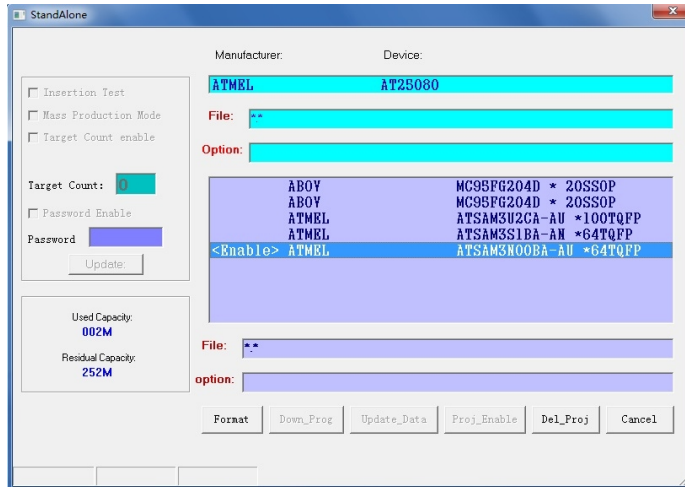 StandAlone
Manufacturer: Device:
ATMEL AT25080
Insertion Test
Mass Production Mode
Target Count enable
File: *.*
Option:
Target Count: 0
Password Enable
Password
Update:
ABOV MC95FG204D * 20SSOP
ABOV MC95FG204D * 20SSOP
ATMEL ATSAM3U2CA-AU *100TQFP
ATMEL ATSAM3S1BA-AN *64TQFP
<Enable> ATMEL ATSAM3N00BA-AU *64TQFP
Used Capacity:
002M
Residual Capacity:
252M
File: *.*
option:
Format Down_Prog Update_Data Proj_Enable Del_Proj Cancel